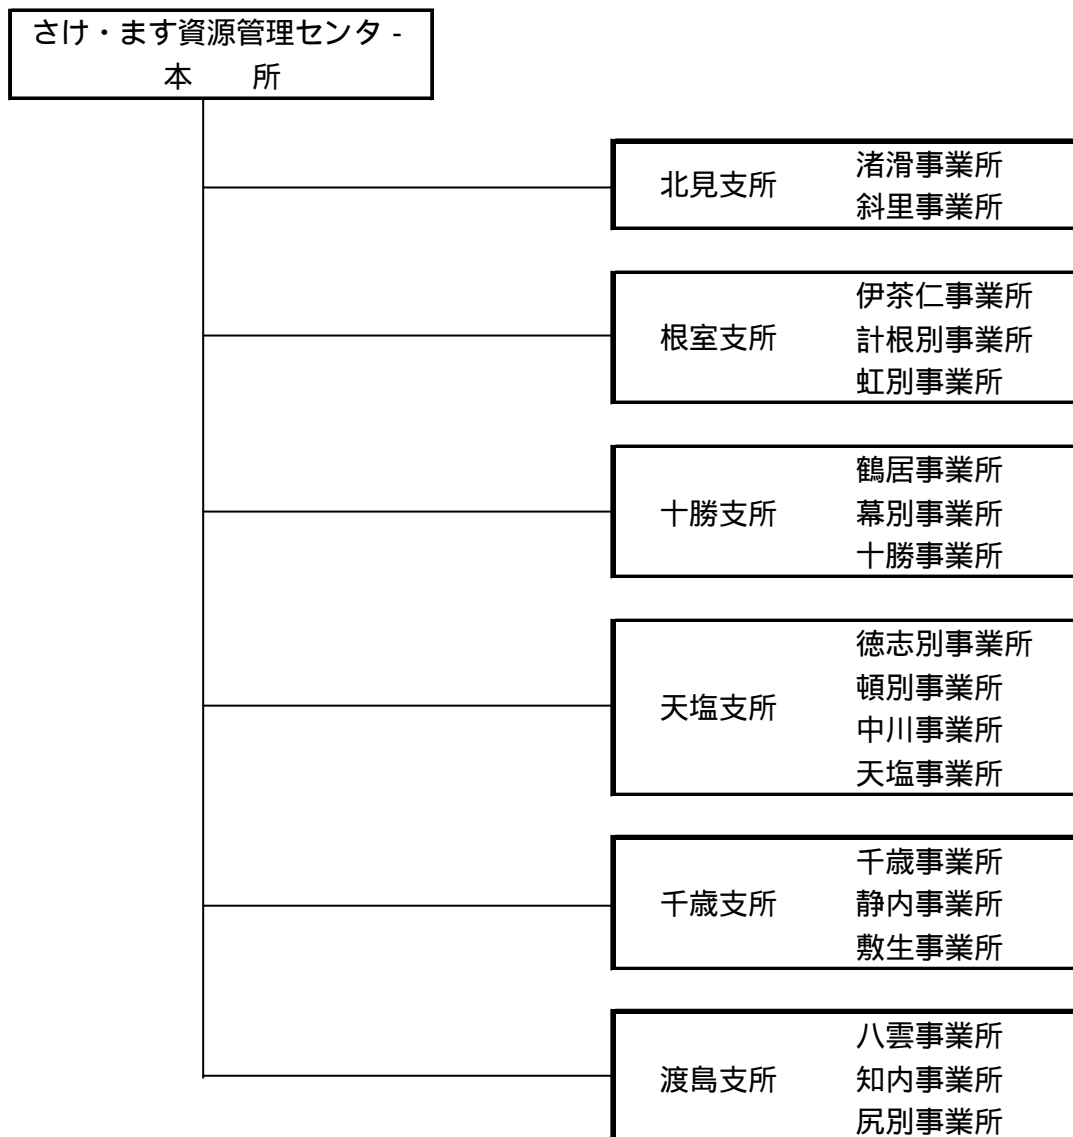 さけ・ます資源管理センタ-
本　　所
北見支所
渚滑事業所
斜里事業所
根室支所
伊茶仁事業所
計根別事業所
虹別事業所
十勝支所
鶴居事業所
幕別事業所
十勝事業所
天塩支所
徳志別事業所
頓別事業所
中川事業所
天塩事業所
千歳支所
千歳事業所
静内事業所
敷生事業所
渡島支所
八雲事業所
知内事業所
尻別事業所